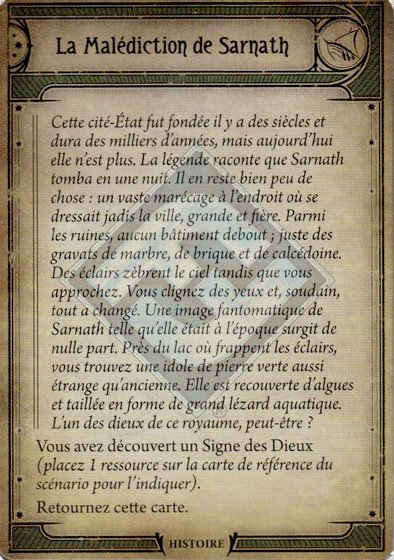 La Malédiction de Sarnath
Cette cité-État fut fondée il y a des siècles et
dura des milliers d'années, mais aujourd'hui
elle n'est plus. La légende raconte que Sarnath
tomba en une nuit. Il en reste bien peu de
chose : un vaste marécage à l'endroit où se
dressait jadis la ville, grande et fière. Parmi
les ruines, aucun bâtiment debout ; juste des
gravats de marbre, de brique et de calcédoine.
Des éclairs zèbrent le ciel tandis que vous
approchez. Vous clignez des yeux et, soudain,
tout a changé. Une image fantomatique de
Sarnath telle qu'elle était à l'époque surgit de
nulle part. Près du lac où frappent les éclairs,
vous trouvez une idole de pierre verte aussi
étrange qu'ancienne. Elle est recouverte d'algues
et taillée en forme de grand lézard aquatique.
L'un des dieux de ce royaume, peut-être ?
Vous avez découvert un Signe des Dieux
(placez 1 ressource sur la carte de référence du
scénario pour l'indiquer).
Retournez cette carte.
HISTOIRE